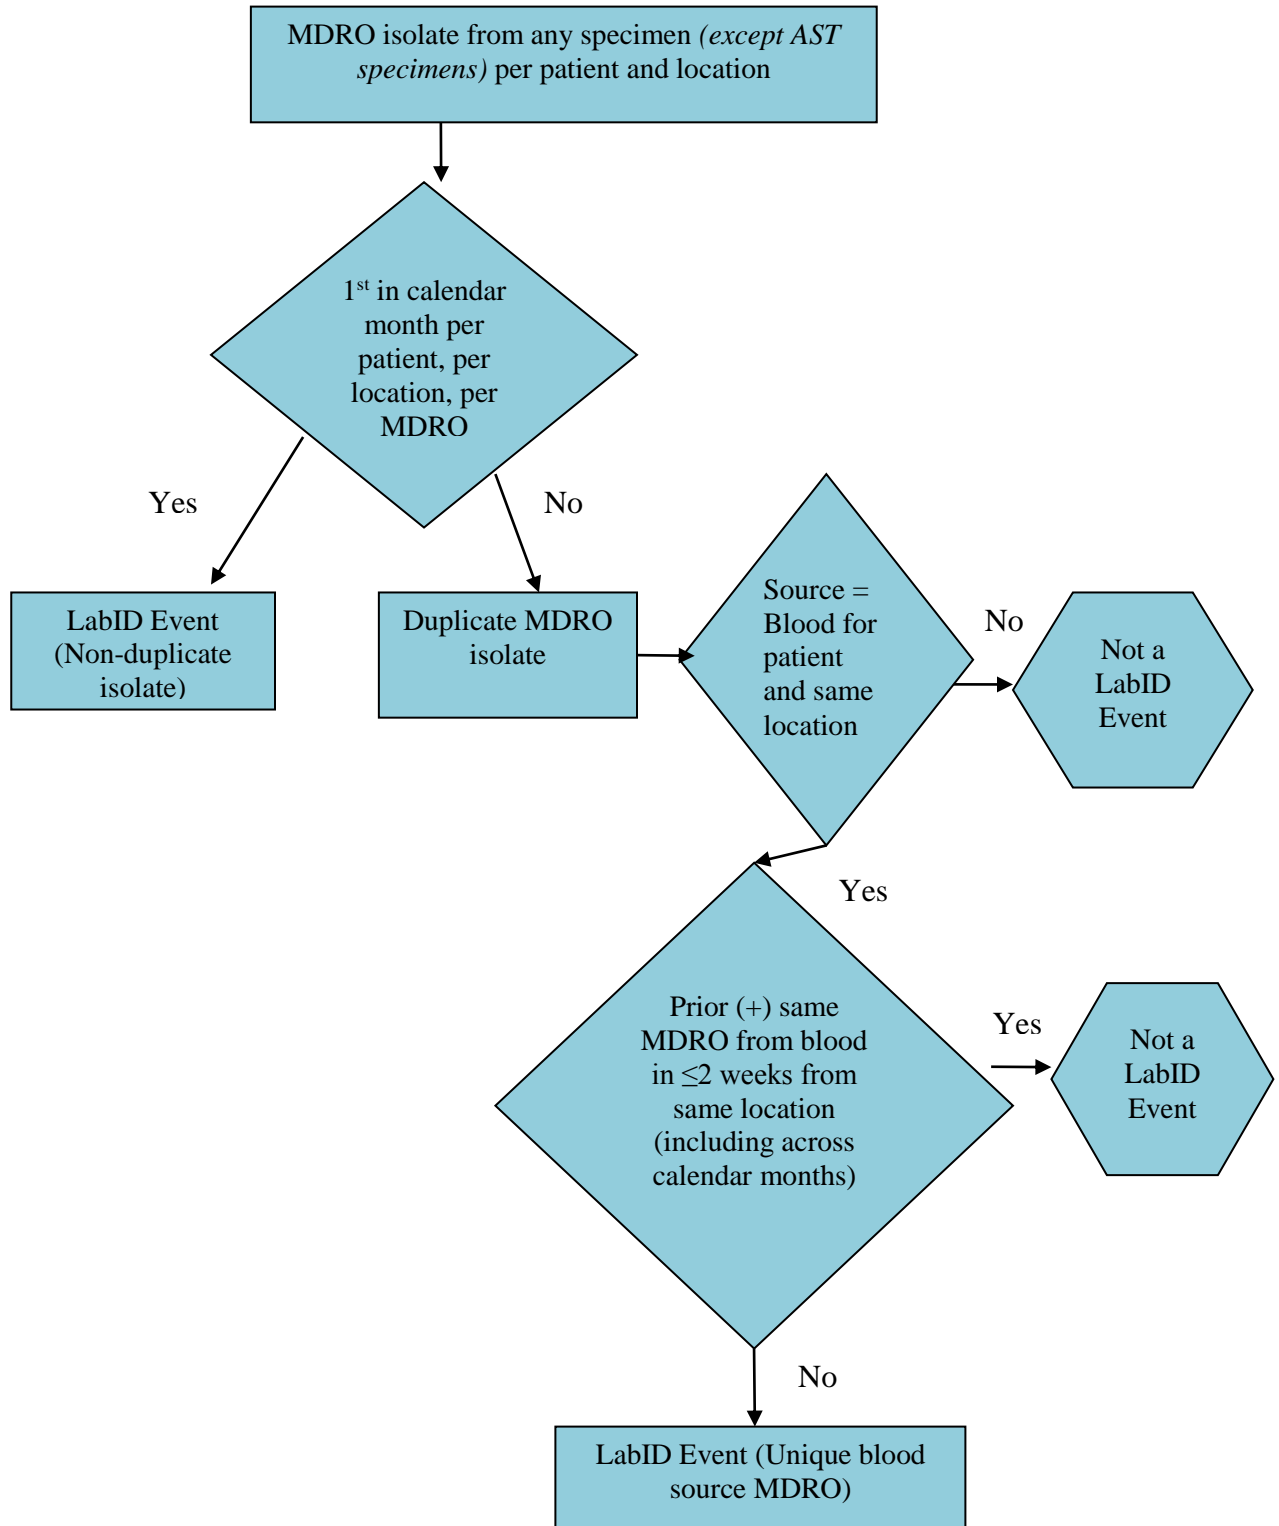 MDRO isolate from any specimen (except AST
specimens) per patient and location
1st in calendar
month per
patient, per
location, per
MDRO
Yes
No
LabID Event
(Non-duplicate
isolate)
Duplicate MDRO
isolate
Source =
Blood for
patient
and same
location
No
Not a
LabID
Event
Yes
Prior (+) same
MDRO from blood
in ≤2 weeks from
same location
(including across
calendar months)
Yes
Not a
LabID
Event
No
LabID Event (Unique blood
source MDRO)